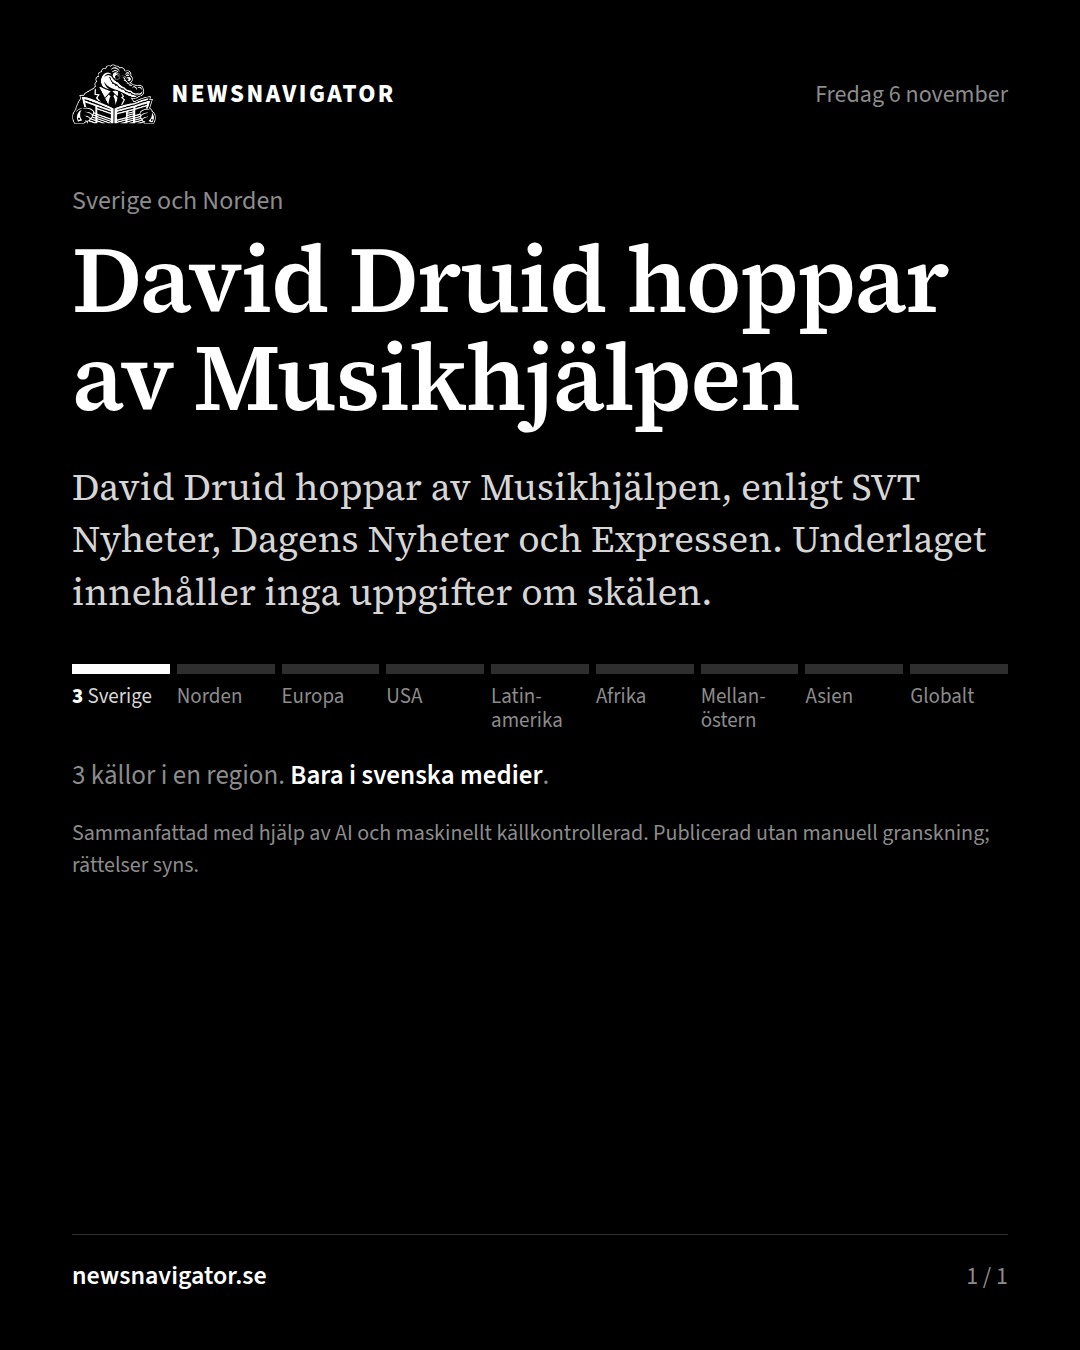 NEWSNAVIGATOR
Fredag 6 november
Sverige och Norden
David Druid hoppar
av Musikhjälpen
David Druid hoppar av Musikhjälpen, enligt SVT
Nyheter, Dagens Nyheter och Expressen. Underlaget
innehåller inga uppgifter om skälen.
3 Sverige
Norden
Europa
USA
Latin-
amerika
Afrika
Mellan-
östern
Asien
Globalt
3 källor i en region. Bara i svenska medier.
Sammanfattad med hjälp av AI och maskinellt källkontrollerad. Publicerad utan manuell granskning;
rättelser syns.
newsnavigator.se
1 / 1